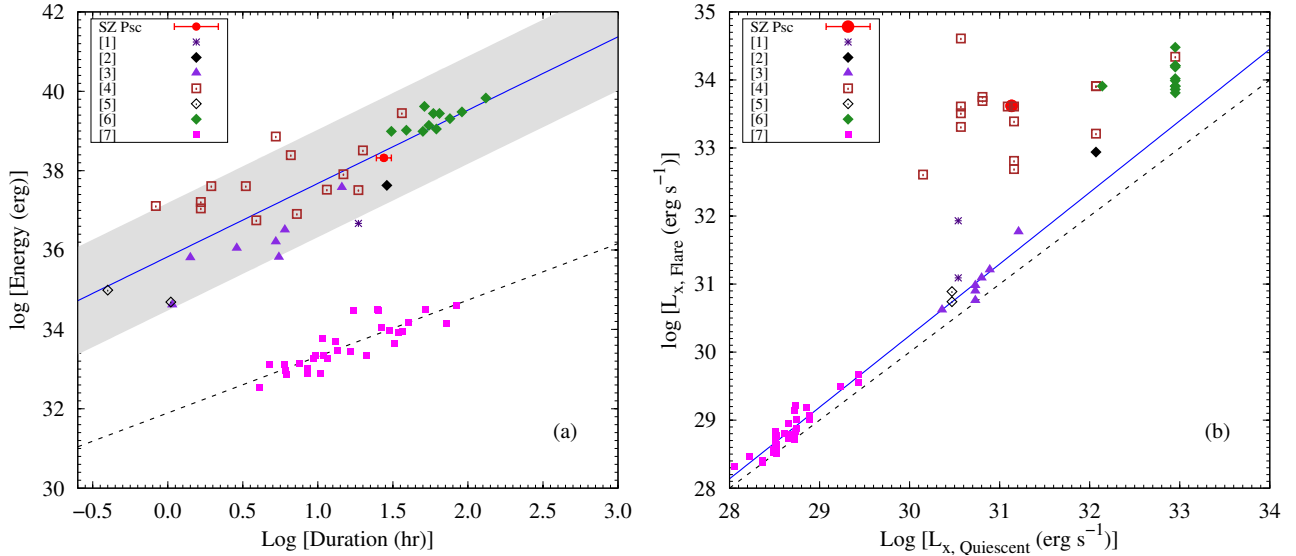 42
40
38
36
34
32
30
log [Energy (erg)]
−0.5 0.0 0.5 1.0 1.5 2.0 2.5 3.0
Log [Duration (hr)]
SZ Psc
[1]
[2]
[3]
[4]
[5]
[6]
[7]
(a)
35
34
33
32
31
30
29
28
log [Lx, Flare (erg s−1)]
28 29 30 31 32 33 34
Log [Lx, Quiescent (erg s−1)]
SZ Psc
[1]
[2]
[3]
[4]
[5]
[6]
[7]
(b)